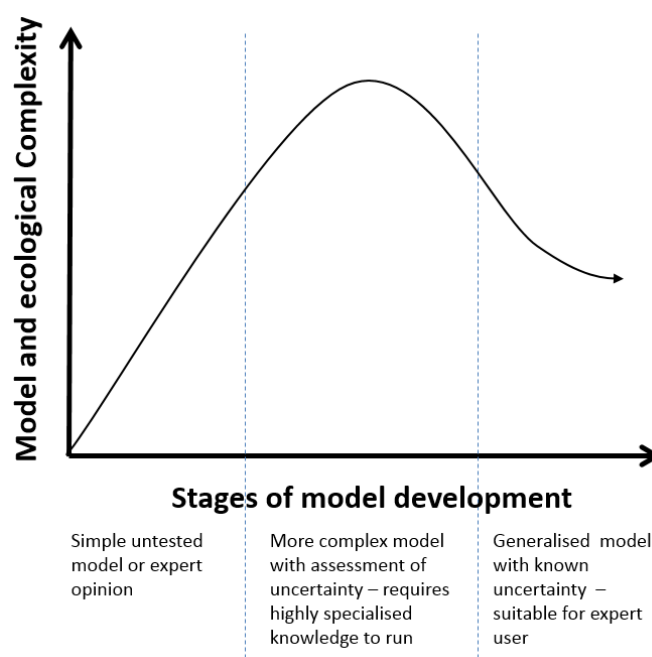 Model and ecological Complexity
Stages of model development
Simple untested
model or expert
opinion
More complex model
with assessment of
uncertainty – requires
highly specialised
knowledge to run
Generalised model
with known
uncertainty –
suitable for expert
user